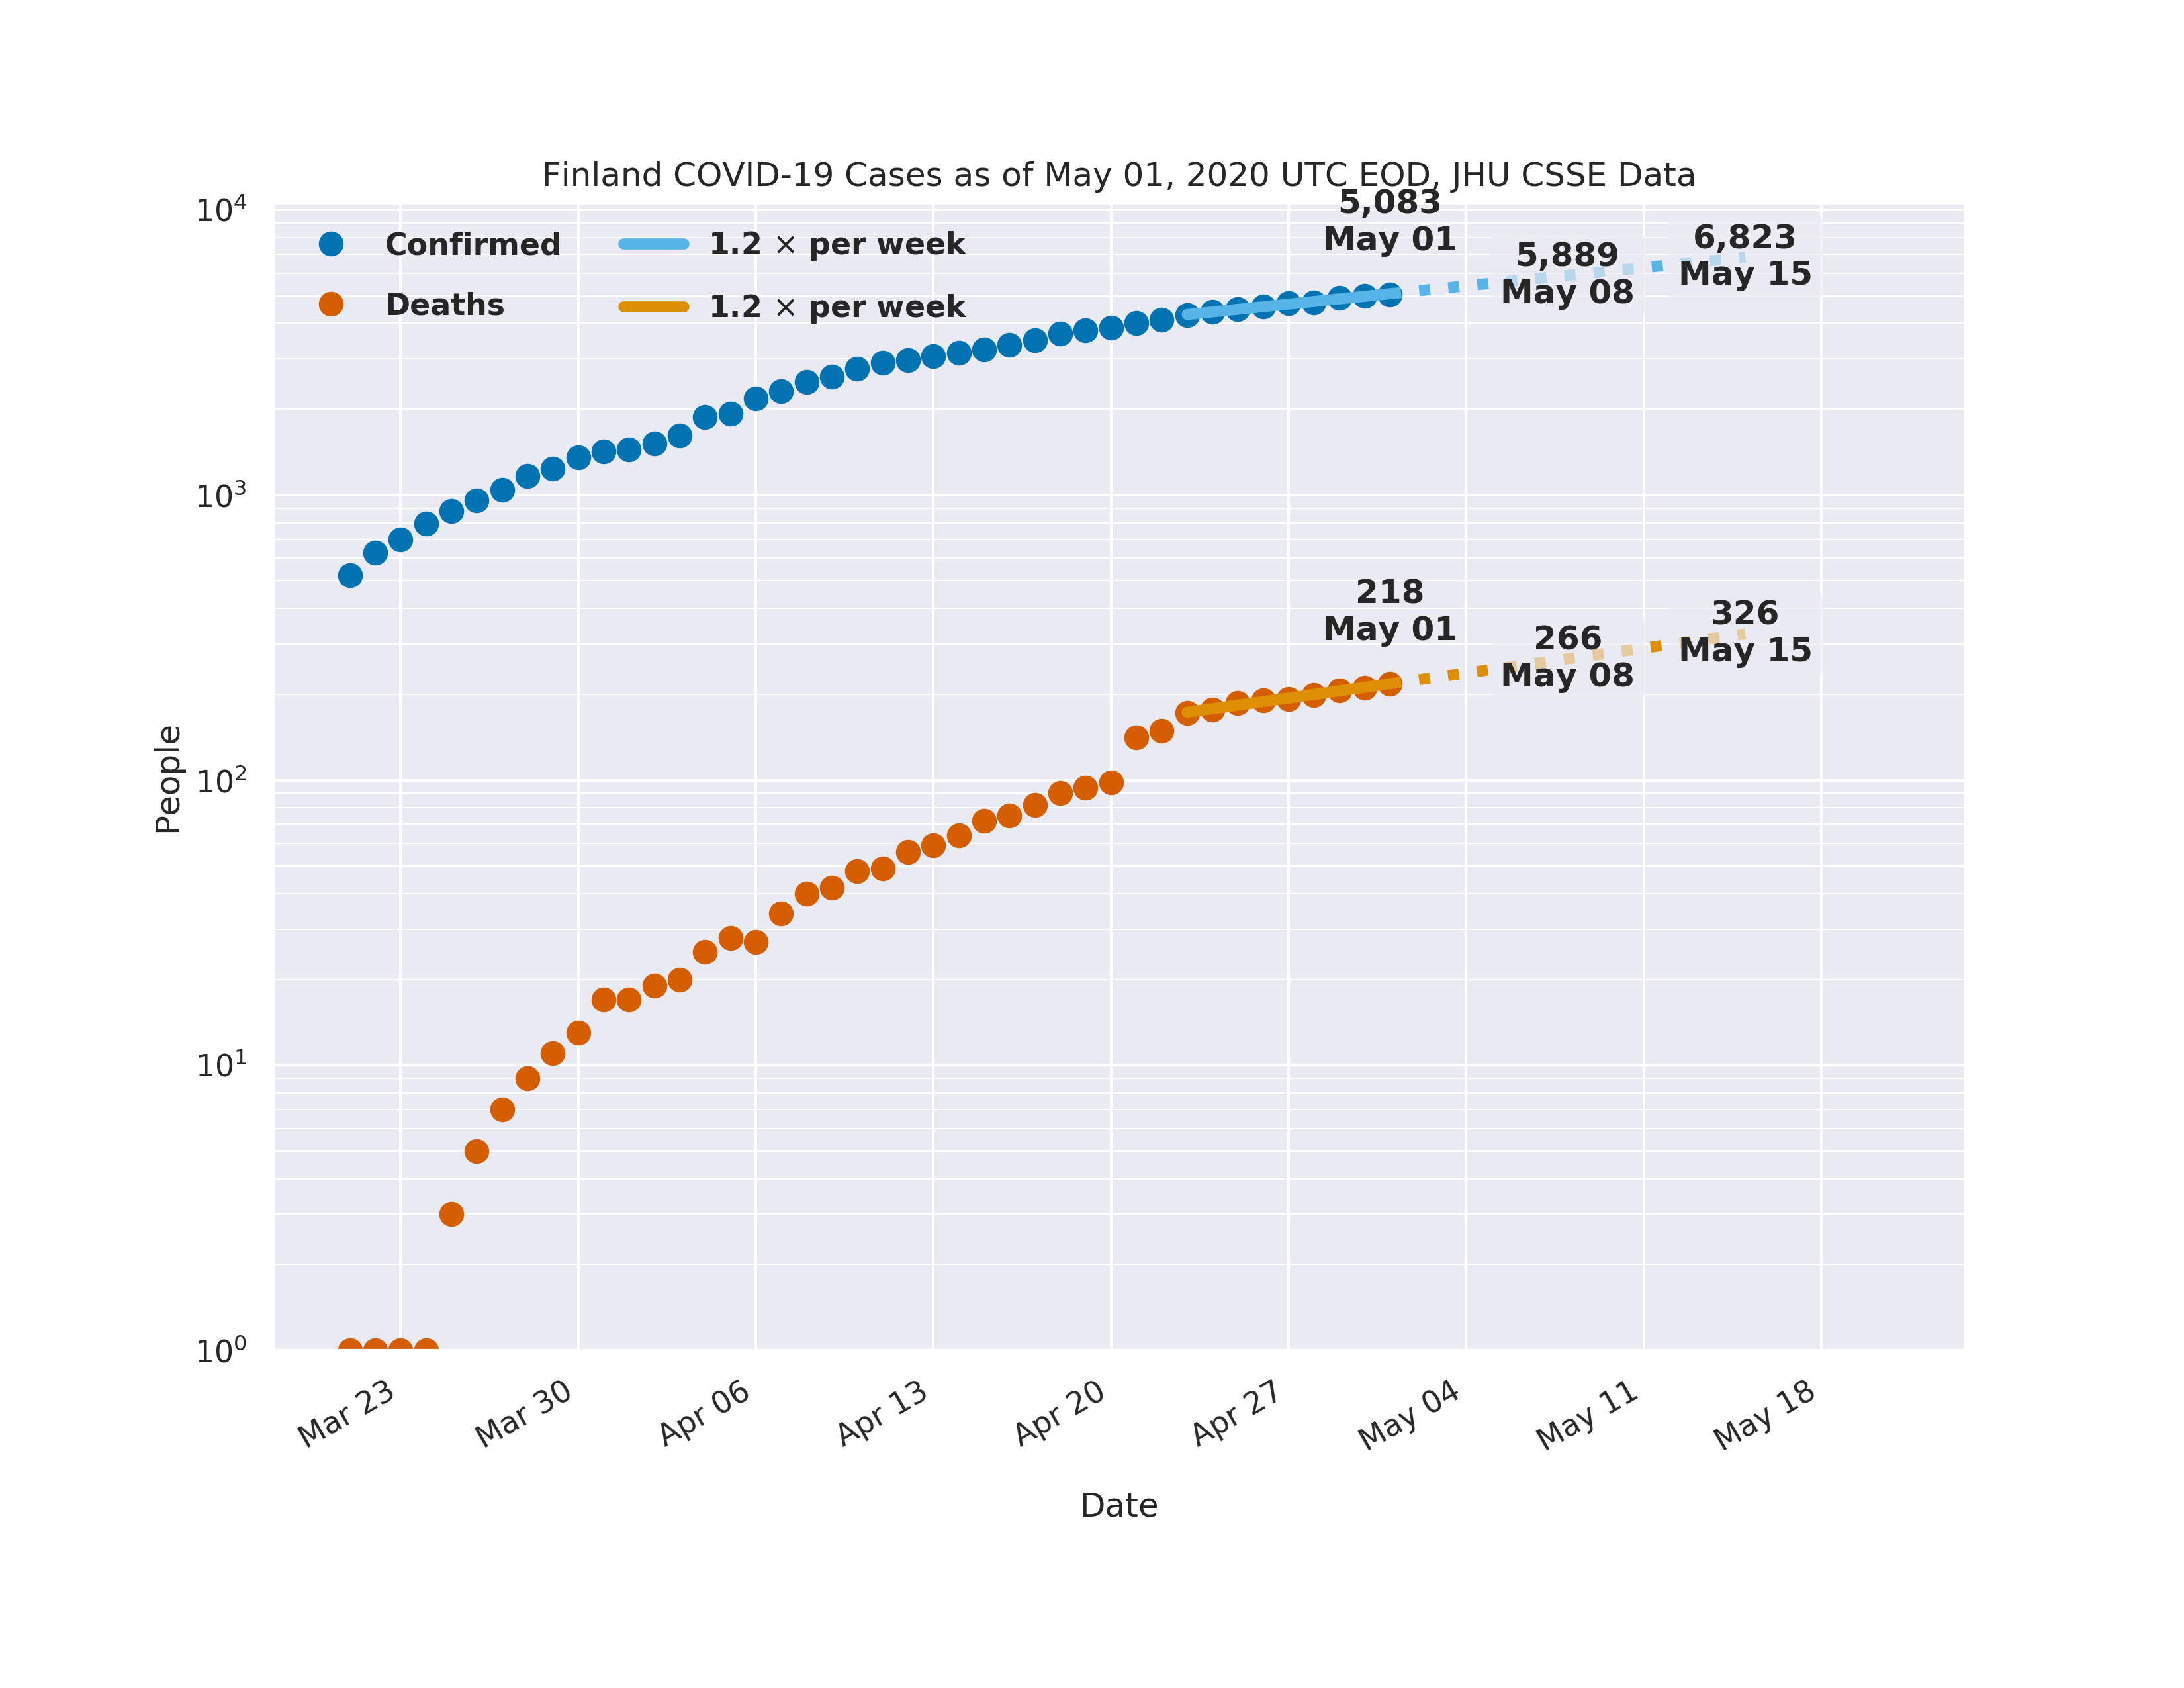 Finland COVID-19 Cases as of May 01, 2020 UTC EOD, JHU CSSE Data
Confirmed
Deaths
1.2 × per week
1.2 × per week
5,083
May 01
5,889
May 08
6,823
May 15
218
May 01
266
May 08
326
May 15
People
10⁴
10³
10²
10¹
10⁰
Mar 23
Mar 30
Apr 06
Apr 13
Apr 20
Apr 27
May 04
May 11
May 18
Date